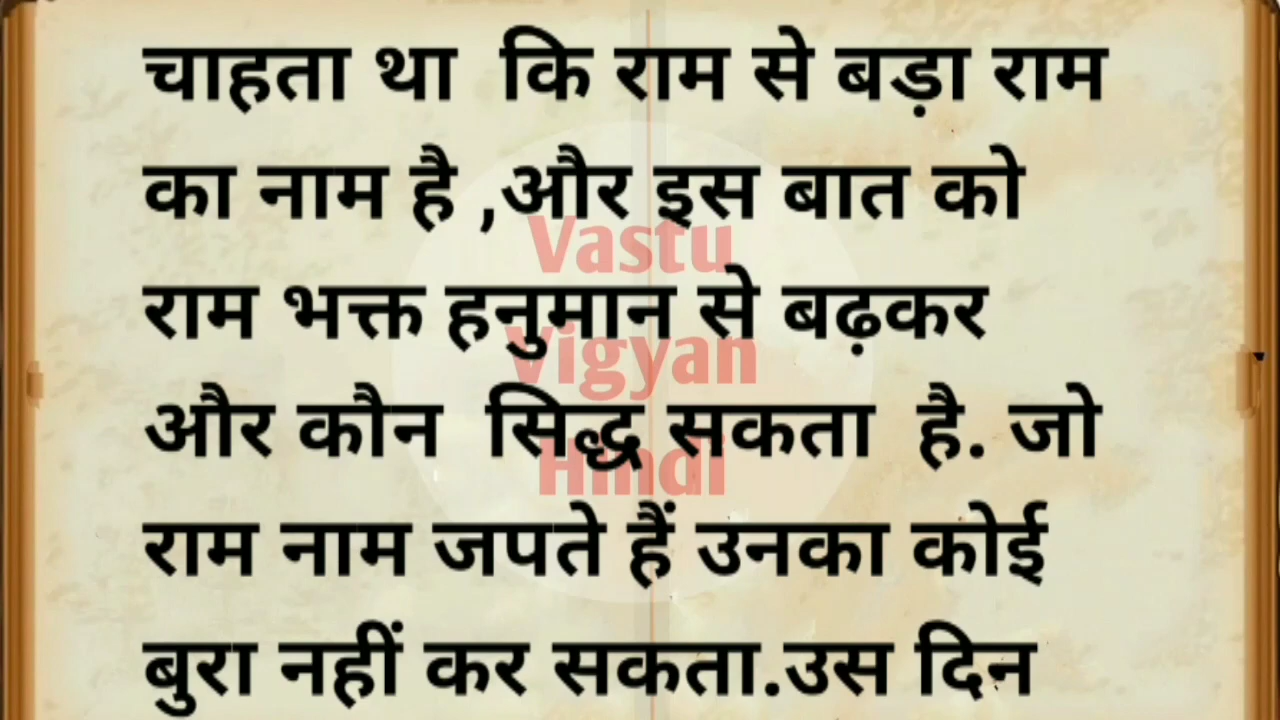 चाहता था कि राम से बड़ा राम
का नाम है ,और इस बात को
राम भक्त हनुमान से बढ़कर
और कौन सिद्ध सकता है. जो
राम नाम जपते हैं उनका कोई
बुरा नहीं कर सकता.उस दिन
Vastu
Vigyan
Hindi